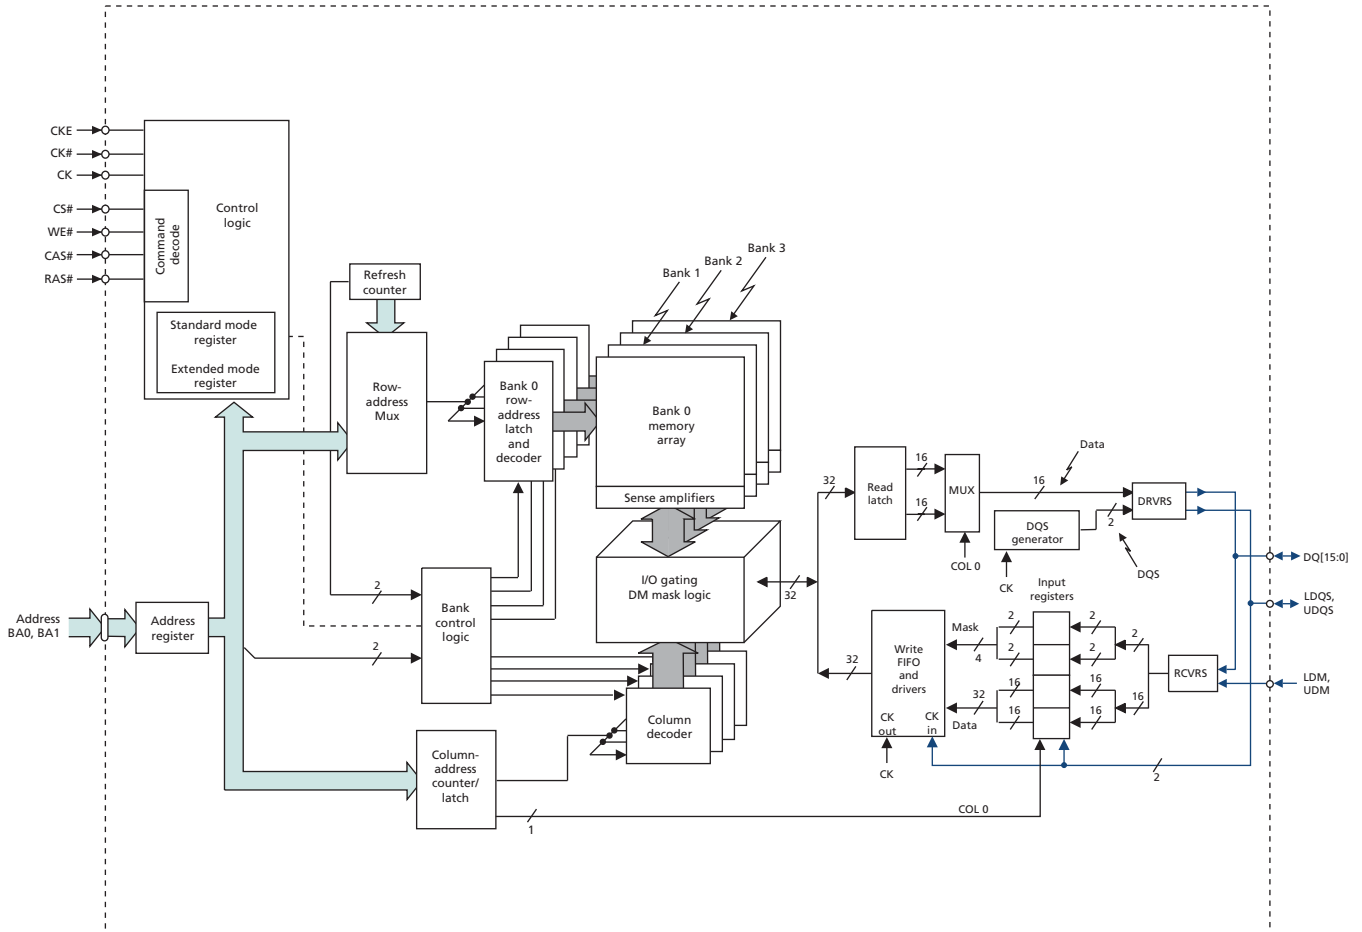 CKE
CK#
CK
CS#
WE#
CAS#
RAS#
Command
decode
Control
logic
Standard mode
register
Extended mode
register
Refresh
counter
Row-
address
Mux
Bank 0
row-
address
latch
and
decoder
Bank 1
Bank 2
Bank 3
Bank 0
memory
array
Sense amplifiers
I/O gating
DM mask logic
Address
BA0, BA1
Address
register
2
2
Bank
control
logic
Column
decoder
Column-
address
counter/
latch
1
COL 0
32
32
32
Read
latch
16
16
MUX
COL 0
16
Data
DQS
generator
CK
2
DQS
DRVRS
DQ[15:0]
LDQS,
UDQS
LDM,
UDM
Input
registers
RCVRS
2
2
2
2
2
16
16
16
16
16
Mask
4
32
Data
Write
FIFO
and
drivers
CK
out
CK
in
CK
2